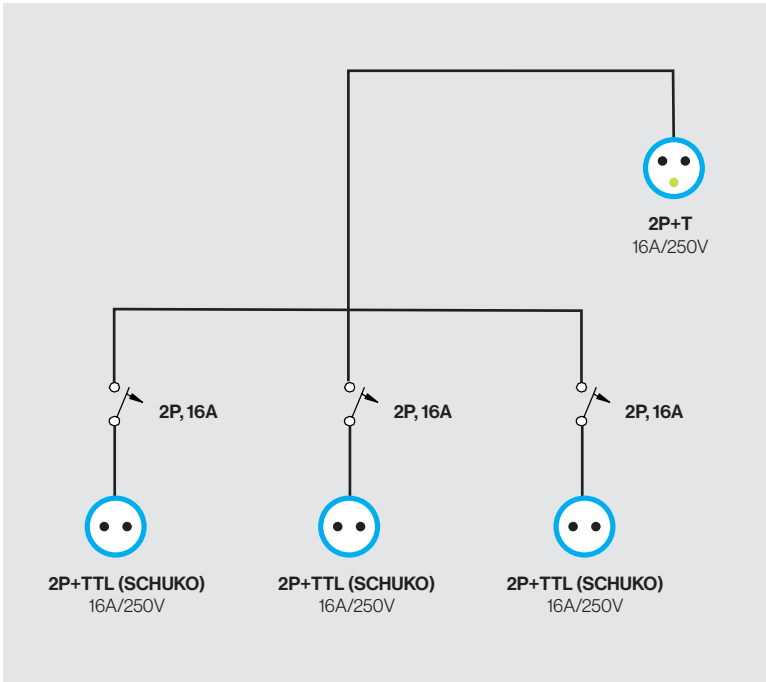 2P+T
16A/250V
2P, 16A
2P, 16A
2P, 16A
2P+TTL (SCHUKO)
16A/250V
2P+TTL (SCHUKO)
16A/250V
2P+TTL (SCHUKO)
16A/250V